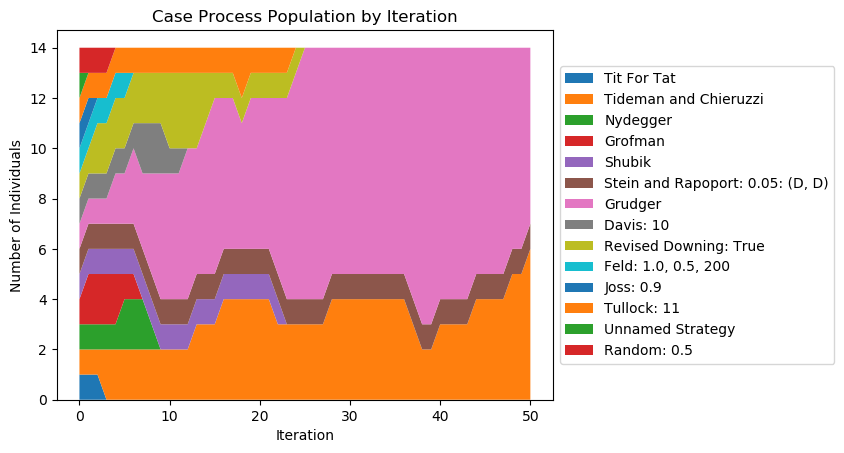 Case Process Population by Iteration
Number of Individuals
14
12
10
8
6
4
2
0
0 10 20 30 40 50
Iteration
Tit For Tat
Tideman and Chieruzzi
Nydegger
Grofman
Shubik
Stein and Rapoport: 0.05: (D, D)
Grudger
Davis: 10
Revised Downing: True
Feld: 1.0, 0.5, 200
Joss: 0.9
Tullock: 11
Unnamed Strategy
Random: 0.5